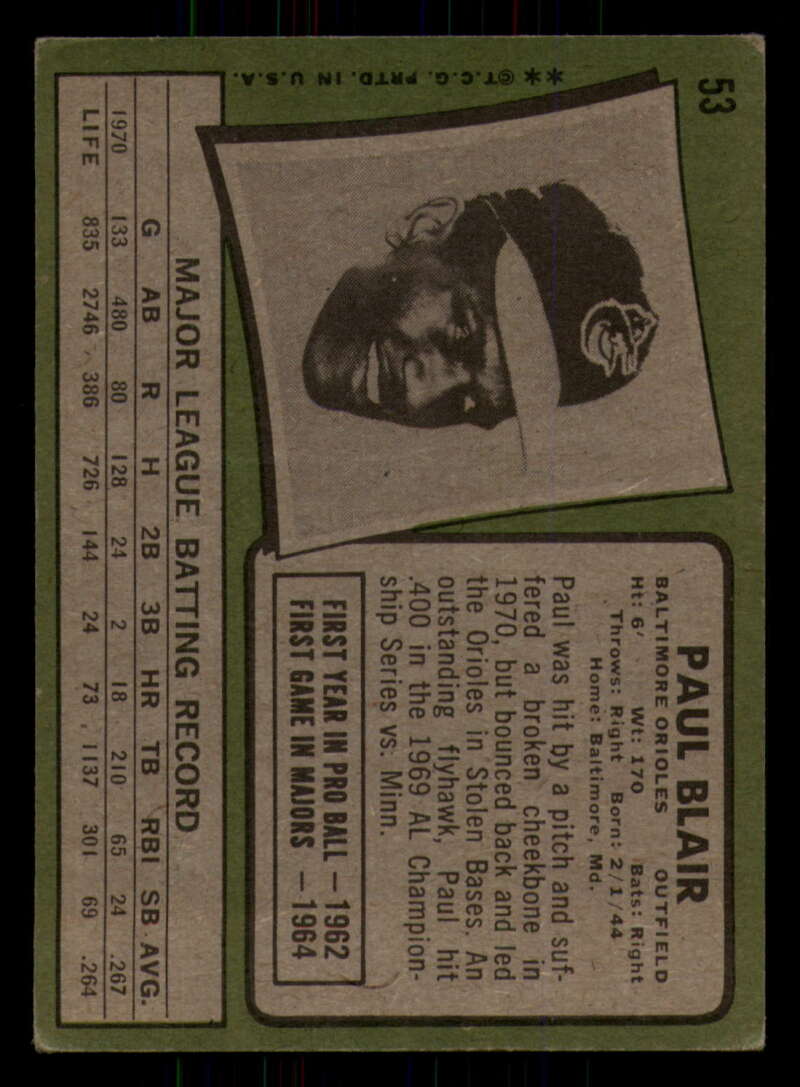 53
PAUL BLAIR
BALTIMORE ORIOLES OUTFIELD
Ht: 6' Wt: 170 Bats: Right
Throws: Right Born: 2/1/44
Home: Baltimore, Md.
Paul was hit by a pitch and suf-
fered a broken cheekbone in
1970, but bounced back and led
the Orioles in Stolen Bases. An
outstanding flyhawk, Paul hit
.400 in the 1969 AL Champion-
ship Series vs. Minn.
FIRST YEAR IN PRO BALL — 1962
FIRST GAME IN MAJORS — 1964
MAJOR LEAGUE BATTING RECORD
G AB R H 2B 3B HR TB RBI SB AVG.
1970 133 480 80 128 24 2 18 210 65 24 .267
LIFE 835 2746 386 726 144 24 73 1137 301 69 .264
**©T.C.G. PRTD. IN U.S.A.